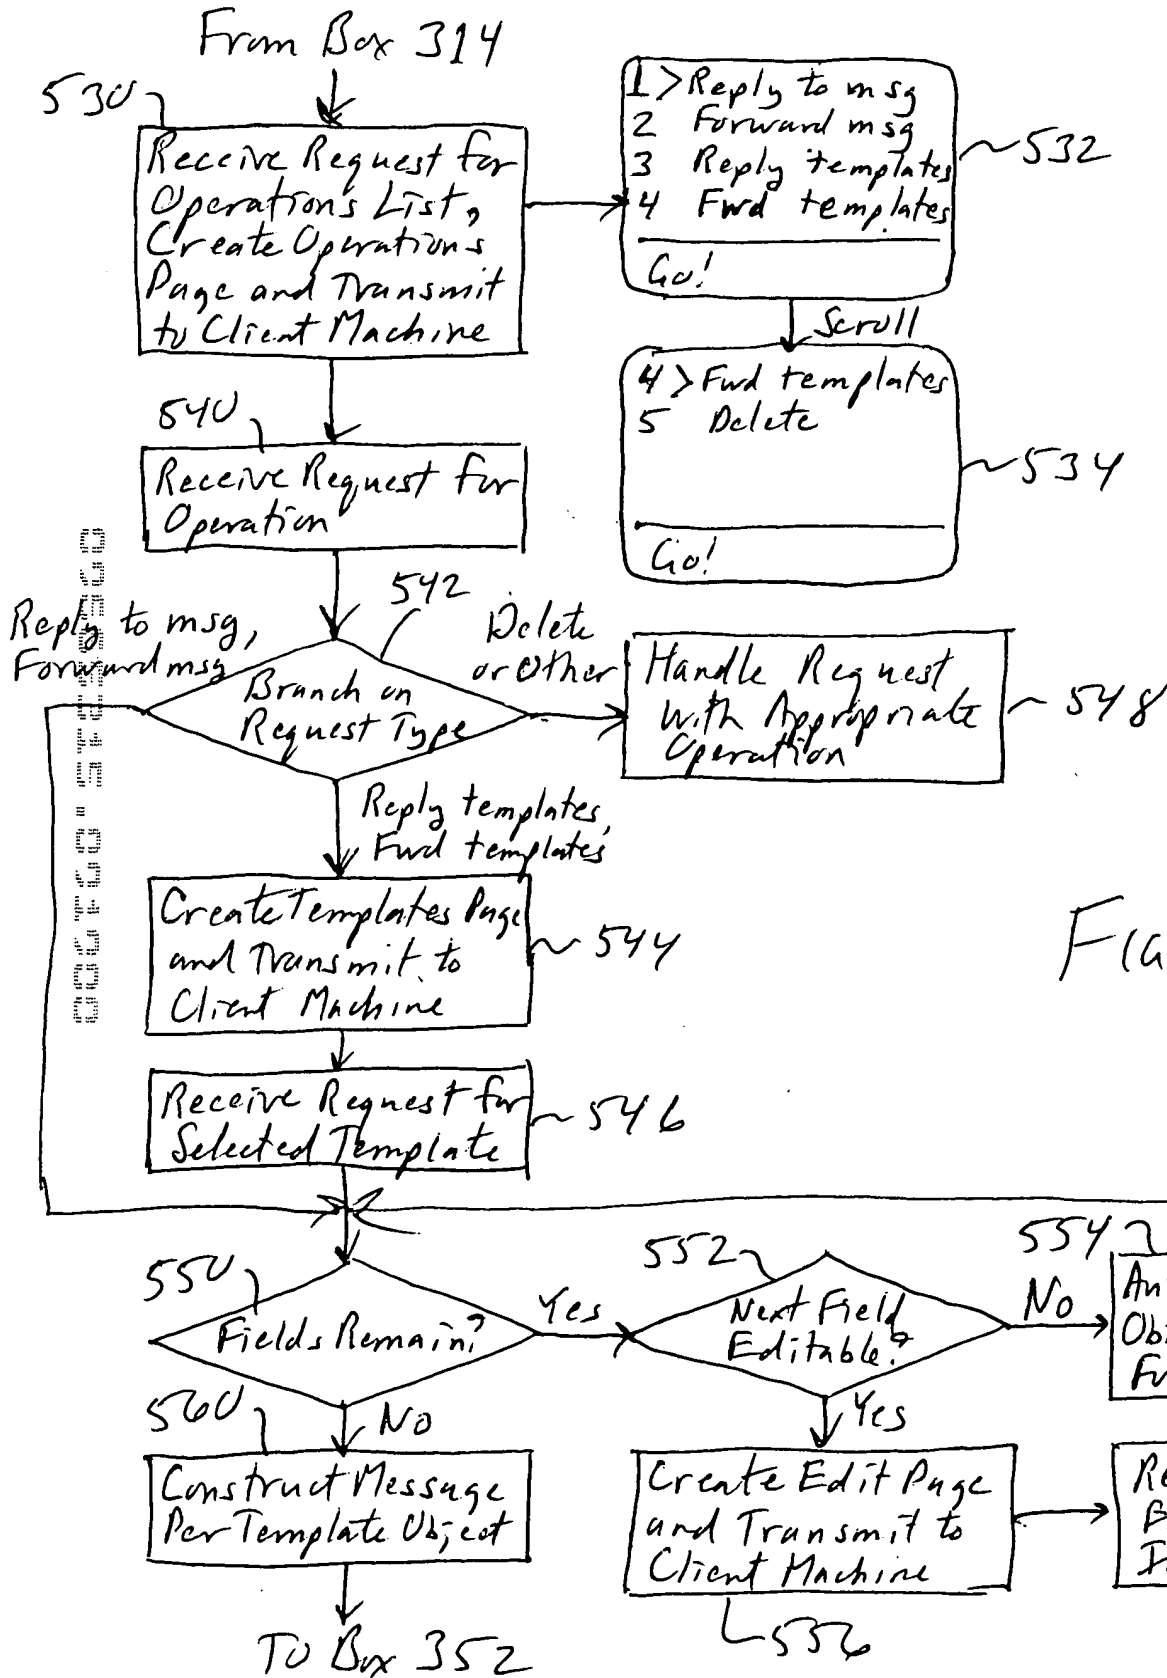 From Box 314
530
Receive Request for
Operations List,
Create Operations
Page and Transmit
to Client Machine
1 > Reply to msg
2 Forward msg
3 Reply templates
4 Fwd templates
Go!
532
Scroll
4 > Fwd templates
5 Delete
Go!
534
540
Receive Request for
Operation
542
Reply to msg,
Forward msg
Branch on
Request Type
Delete
or Other
Handle Request
with Appropriate
Operation
548
Reply templates,
Fwd templates
Create Templates Page
and Transmit to
Client Machine
544
Receive Request for
Selected Template
546
550
Fields Remain?
Yes
552
Next Field
Editable?
No
554
Yes
560
No
Construct Message
Per Template Object
Create Edit Page
and Transmit to
Client Machine
556
To Box 352